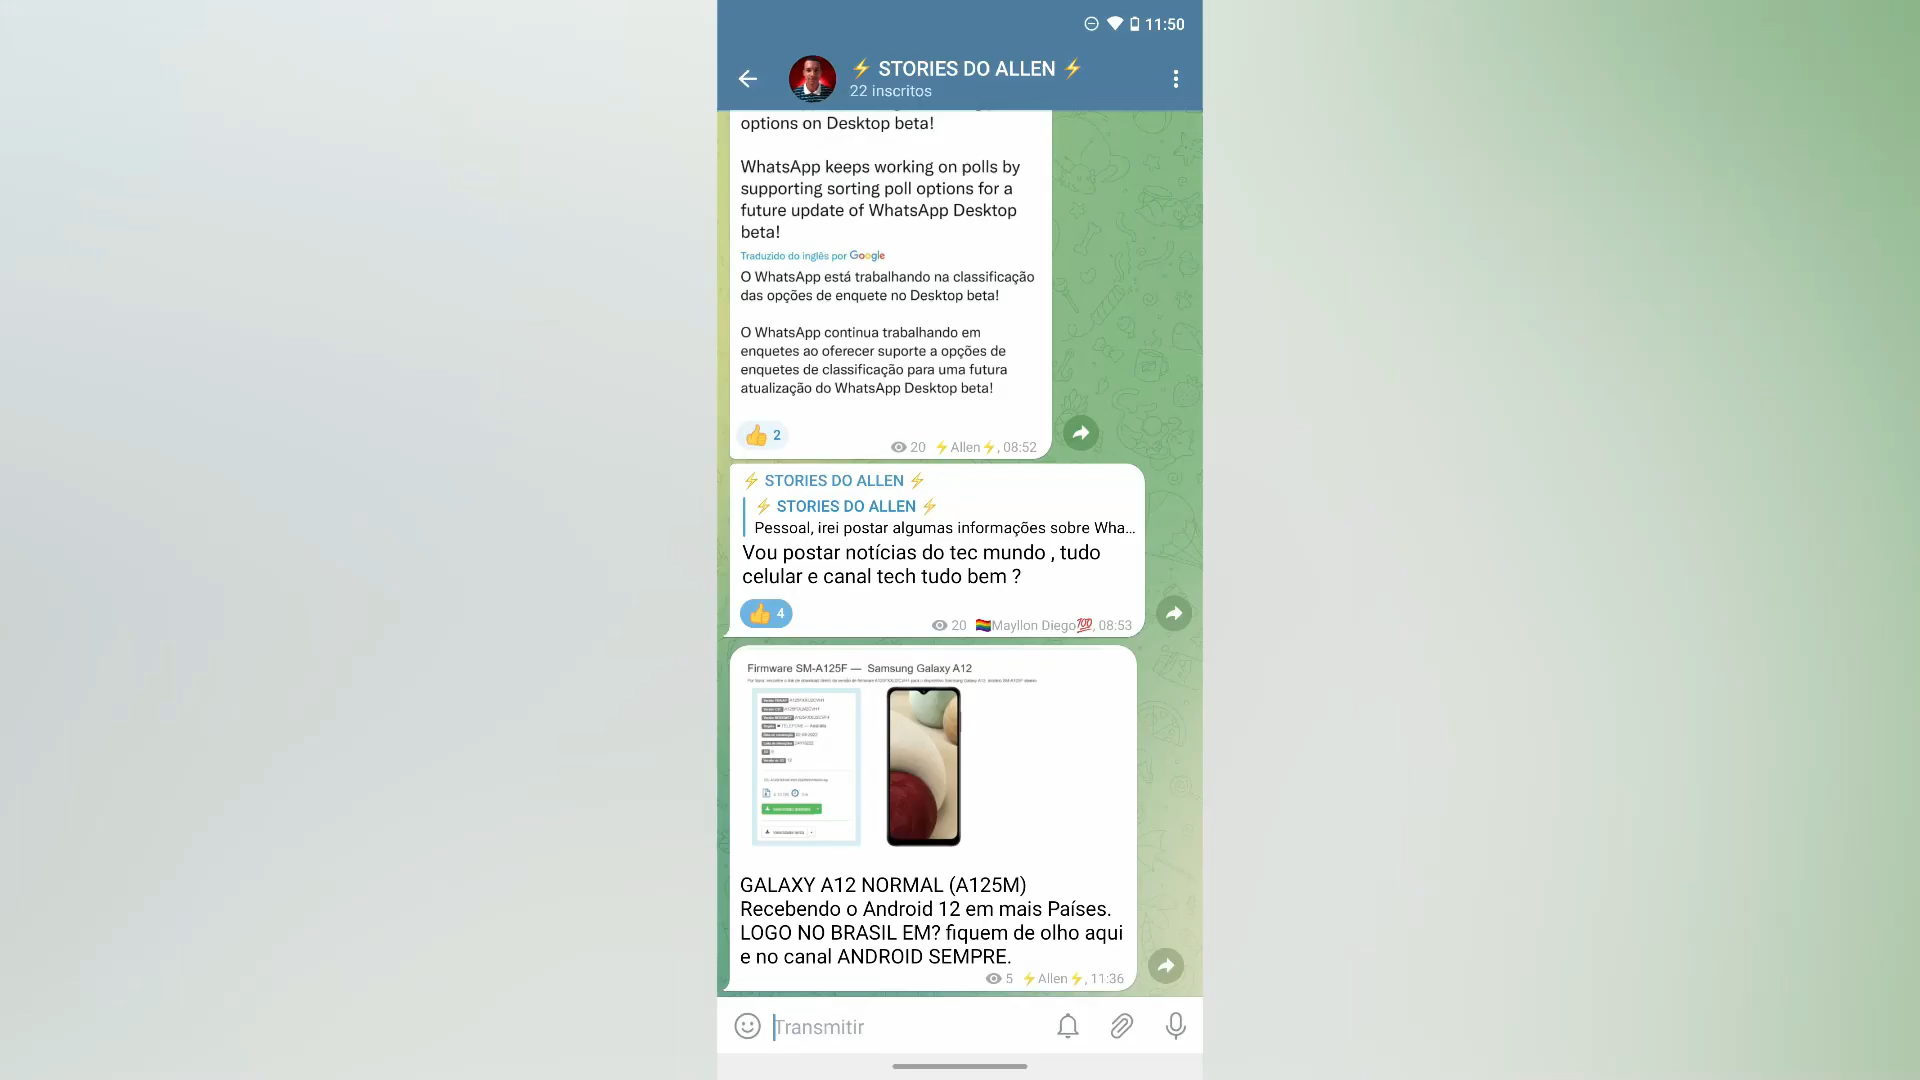 11:50
⚡ STORIES DO ALLEN ⚡
22 inscritos
options on Desktop beta!
WhatsApp keeps working on polls by
supporting sorting poll options for a
future update of WhatsApp Desktop
beta!
Traduzido do inglês por Google
O WhatsApp está trabalhando na classificação
das opções de enquete no Desktop beta!
O WhatsApp continua trabalhando em
enquetes ao oferecer suporte a opções de
enquetes de classificação para uma futura
atualização do WhatsApp Desktop beta!
👍 2
20 ⚡Allen⚡, 08:52
⚡ STORIES DO ALLEN ⚡
⚡ STORIES DO ALLEN ⚡
Pessoal, irei postar algumas informações sobre Wha...
Vou postar notícias do tec mundo , tudo
celular e canal tech tudo bem ?
👍 4
20 🏳️‍🌈Mayllon Diego💯, 08:53
Firmware SM-A125F — Samsung Galaxy A12
GALAXY A12 NORMAL (A125M)
Recebendo o Android 12 em mais Países.
LOGO NO BRASIL EM? fiquem de olho aqui
e no canal ANDROID SEMPRE.
5 ⚡Allen⚡, 11:36
Transmitir